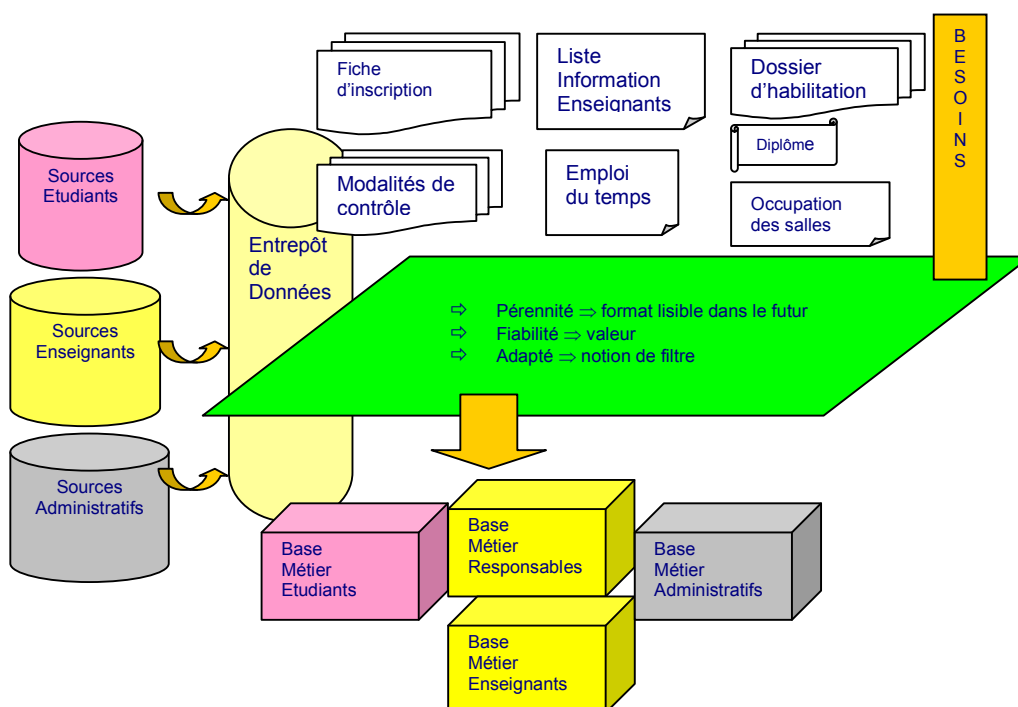 Fiche
d'inscription
Liste
Information
Enseignants
Dossier
d'habilitation
BESOINS
Diplôme
Sources
Etudiants
Modalités de
contrôle
Emploi
du temps
Occupation
des salles
Entrepôt
de
Données
Sources
Enseignants
⇨ Pérennité ⇒ format lisible dans le futur
⇨ Fiabilité ⇒ valeur
⇨ Adapté ⇒ notion de filtre
Sources
Administratifs
Base
Métier
Etudiants
Base
Métier
Responsables
Base
Métier
Administratifs
Base
Métier
Enseignants